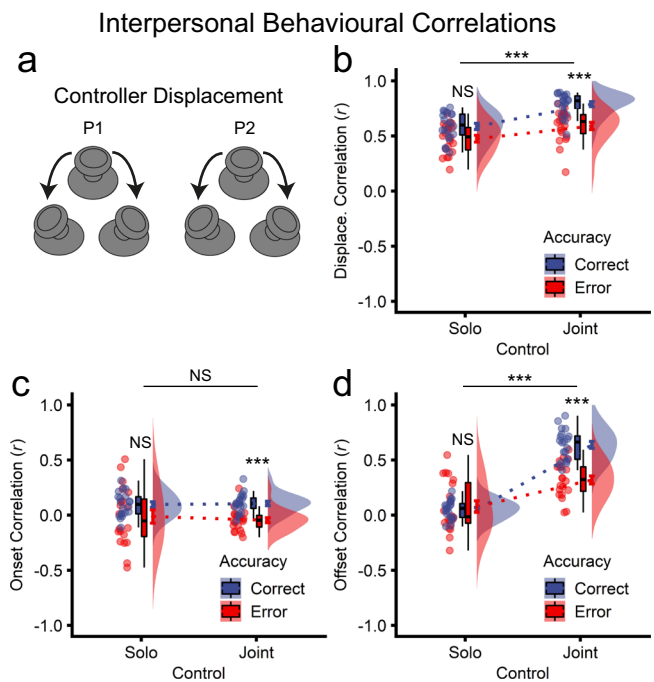 Interpersonal Behavioural Correlations
a
Controller Displacement
P1 P2
b
***
NS ***
Displace. Correlation (r)
1.0
0.5
0.0
-0.5
-1.0
Accuracy
Correct
Error
Solo Joint
Control
c
NS
NS ***
Onset Correlation (r)
1.0
0.5
0.0
-0.5
-1.0
Accuracy
Correct
Error
Solo Joint
Control
d
***
NS ***
Offset Correlation (r)
1.0
0.5
0.0
-0.5
-1.0
Accuracy
Correct
Error
Solo Joint
Control